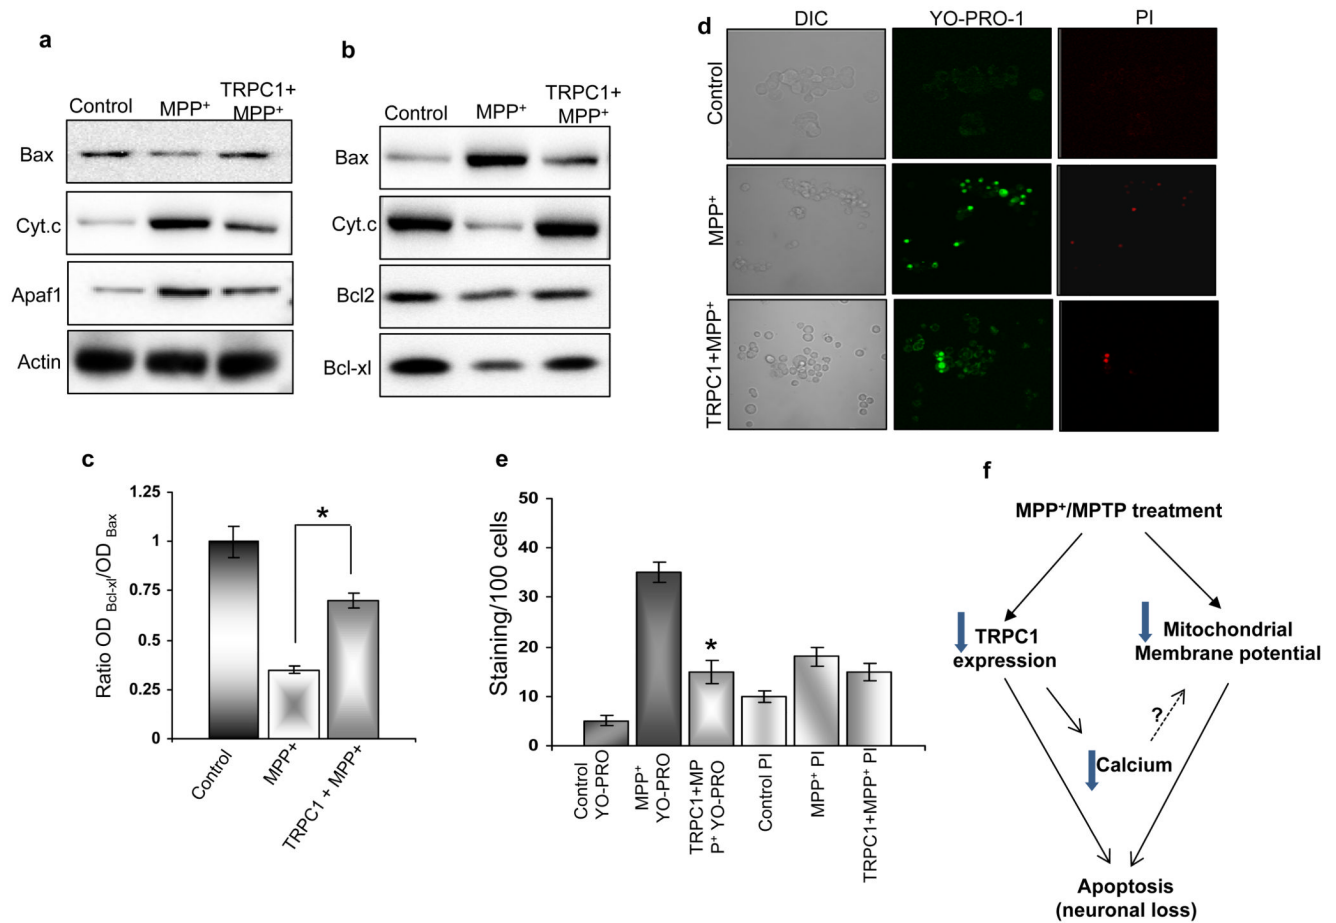 a
Control
MPP⁺
TRPC1+
MPP⁺
Bax
Cyt.c
Apaf1
Actin
b
Control
MPP⁺
TRPC1+
MPP⁺
Bax
Cyt.c
Bcl2
Bcl-xl
d
DIC
YO-PRO-1
PI
Control
MPP⁺
TRPC1+MPP⁺
c
Ratio OD Bcl-xl/OD Bax
1.25
1
0.75
0.5
0.25
0
*
Control
MPP+
TRPC1 + MPP+
e
Staining/100 cells
50
40
30
20
10
0
*
Control
YO-PRO
MPP⁺
YO-PRO
TRPC1+MP
P⁺ YO-PRO
Control PI
MPP⁺ PI
TRPC1+MPP⁺ PI
f
MPP⁺/MPTP treatment
TRPC1
expression
Mitochondrial
Membrane potential
?
Calcium
Apoptosis
(neuronal loss)